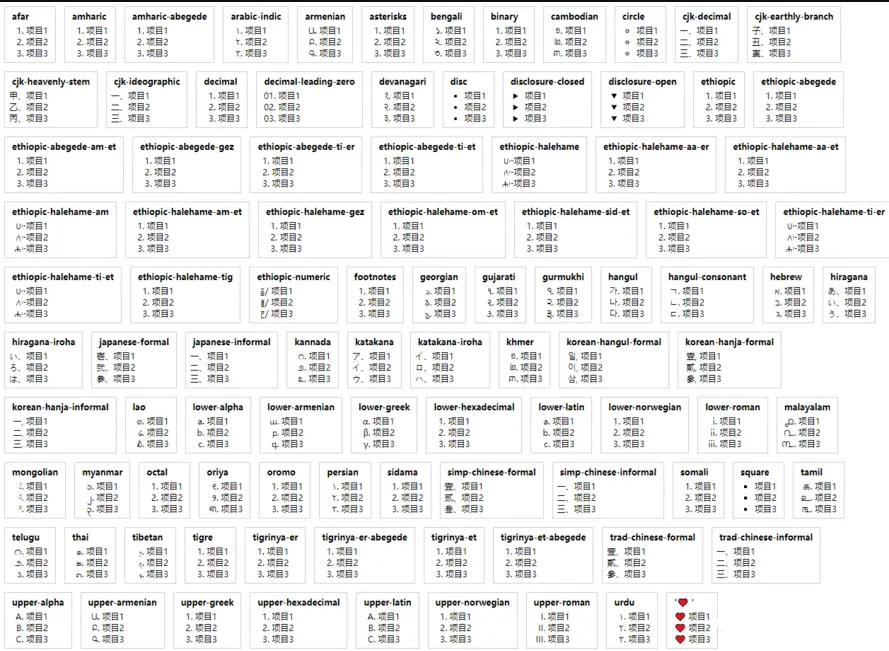 afar
1. 项目1
2. 项目2
3. 项目3
amharic
1. 项目1
2. 项目2
3. 项目3
amharic-abegede
1. 项目1
2. 项目2
3. 项目3
arabic-indic
١. 项目1
٢. 项目2
٣. 项目3
armenian
Ա. 项目1
Բ. 项目2
Գ. 项目3
asterisks
1. 项目1
2. 项目2
3. 项目3
bengali
১. 项目1
২. 项目2
৩. 项目3
binary
1. 项目1
2. 项目2
3. 项目3
cambodian
១. 项目1
២. 项目2
៣. 项目3
circle
◦ 项目1
◦ 项目2
◦ 项目3
cjk-decimal
一、项目1
二、项目2
三、项目3
cjk-earthly-branch
子、项目1
丑、项目2
寅、项目3
cjk-heavenly-stem
甲、项目1
乙、项目2
丙、项目3
cjk-ideographic
一、项目1
二、项目2
三、项目3
decimal
1. 项目1
2. 项目2
3. 项目3
decimal-leading-zero
01. 项目1
02. 项目2
03. 项目3
devanagari
१. 项目1
२. 项目2
३. 项目3
disc
• 项目1
• 项目2
• 项目3
disclosure-closed
▸ 项目1
▸ 项目2
▸ 项目3
disclosure-open
▾ 项目1
▾ 项目2
▾ 项目3
ethiopic
1. 项目1
2. 项目2
3. 项目3
ethiopic-abegede
1. 项目1
2. 项目2
3. 项目3
ethiopic-abegede-am-et
1. 项目1
2. 项目2
3. 项目3
ethiopic-abegede-gez
1. 项目1
2. 项目2
3. 项目3
ethiopic-abegede-ti-er
1. 项目1
2. 项目2
3. 项目3
ethiopic-abegede-ti-et
1. 项目1
2. 项目2
3. 项目3
ethiopic-halehame
ሀ፦项目1
ለ፦项目2
ሐ፦项目3
ethiopic-halehame-aa-er
1. 项目1
2. 项目2
3. 项目3
ethiopic-halehame-aa-et
1. 项目1
2. 项目2
3. 项目3
ethiopic-halehame-am
ሀ፦项目1
ለ፦项目2
ሐ፦项目3
ethiopic-halehame-am-et
1. 项目1
2. 项目2
3. 项目3
ethiopic-halehame-gez
1. 项目1
2. 项目2
3. 项目3
ethiopic-halehame-om-et
1. 项目1
2. 项目2
3. 项目3
ethiopic-halehame-sid-et
1. 项目1
2. 项目2
3. 项目3
ethiopic-halehame-so-et
1. 项目1
2. 项目2
3. 项目3
ethiopic-halehame-ti-er
ሀ፦项目1
ለ፦项目2
ሐ፦项目3
ethiopic-halehame-ti-et
ሀ፦项目1
ለ፦项目2
ሐ፦项目3
ethiopic-halehame-tig
1. 项目1
2. 项目2
3. 项目3
ethiopic-numeric
፩/ 项目1
፪/ 项目2
፫/ 项目3
footnotes
1. 项目1
2. 项目2
3. 项目3
georgian
ა. 项目1
ბ. 项目2
გ. 项目3
gujarati
૧. 项目1
૨. 项目2
૩. 项目3
gurmukhi
੧. 项目1
੨. 项目2
੩. 项目3
hangul
가. 项目1
나. 项目2
다. 项目3
hangul-consonant
ㄱ. 项目1
ㄴ. 项目2
ㄷ. 项目3
hebrew
א. 项目1
ב. 项目2
ג. 项目3
hiragana
あ、项目1
い、项目2
う、项目3
hiragana-iroha
い、项目1
ろ、项目2
は、项目3
japanese-formal
壱、项目1
弐、项目2
参、项目3
japanese-informal
一、项目1
二、项目2
三、项目3
kannada
೧. 项目1
೨. 项目2
೩. 项目3
katakana
ア、项目1
イ、项目2
ウ、项目3
katakana-iroha
イ、项目1
ロ、项目2
ハ、项目3
khmer
១. 项目1
២. 项目2
៣. 项目3
korean-hangul-formal
일, 项目1
이, 项目2
삼, 项目3
korean-hanja-formal
壹, 项目1
貳, 项目2
參, 项目3
korean-hanja-informal
一, 项目1
二, 项目2
三, 项目3
lao
໑. 项目1
໒. 项目2
໓. 项目3
lower-alpha
a. 项目1
b. 项目2
c. 项目3
lower-armenian
ա. 项目1
բ. 项目2
գ. 项目3
lower-greek
α. 项目1
β. 项目2
γ. 项目3
lower-hexadecimal
1. 项目1
2. 项目2
3. 项目3
lower-latin
a. 项目1
b. 项目2
c. 项目3
lower-norwegian
1. 项目1
2. 项目2
3. 项目3
lower-roman
i. 项目1
ii. 项目2
iii. 项目3
malayalam
൧. 项目1
൨. 项目2
൩. 项目3
mongolian
᠑. 项目1
᠒. 项目2
᠓. 项目3
myanmar
၁. 项目1
၂. 项目2
၃. 项目3
octal
1. 项目1
2. 项目2
3. 项目3
oriya
୧. 项目1
୨. 项目2
୩. 项目3
oromo
1. 项目1
2. 项目2
3. 项目3
persian
۱. 项目1
۲. 项目2
۳. 项目3
sidama
1. 项目1
2. 项目2
3. 项目3
simp-chinese-formal
壹、项目1
贰、项目2
叁、项目3
simp-chinese-informal
一、项目1
二、项目2
三、项目3
somali
1. 项目1
2. 项目2
3. 项目3
square
▪ 项目1
▪ 项目2
▪ 项目3
tamil
௧. 项目1
௨. 项目2
௩. 项目3
telugu
౧. 项目1
౨. 项目2
౩. 项目3
thai
๑. 项目1
๒. 项目2
๓. 项目3
tibetan
༡. 项目1
༢. 项目2
༣. 项目3
tigre
1. 项目1
2. 项目2
3. 项目3
tigrinya-er
1. 项目1
2. 项目2
3. 项目3
tigrinya-er-abegede
1. 项目1
2. 项目2
3. 项目3
tigrinya-et
1. 项目1
2. 项目2
3. 项目3
tigrinya-et-abegede
1. 项目1
2. 项目2
3. 项目3
trad-chinese-formal
壹、项目1
貳、项目2
參、项目3
trad-chinese-informal
一、项目1
二、项目2
三、项目3
upper-alpha
A. 项目1
B. 项目2
C. 项目3
upper-armenian
Ա. 项目1
Բ. 项目2
Գ. 项目3
upper-greek
1. 项目1
2. 项目2
3. 项目3
upper-hexadecimal
1. 项目1
2. 项目2
3. 项目3
upper-latin
A. 项目1
B. 项目2
C. 项目3
upper-norwegian
1. 项目1
2. 项目2
3. 项目3
upper-roman
I. 项目1
II. 项目2
III. 项目3
urdu
۱. 项目1
۲. 项目2
۳. 项目3
'❤ '
❤ 项目1
❤ 项目2
❤ 项目3